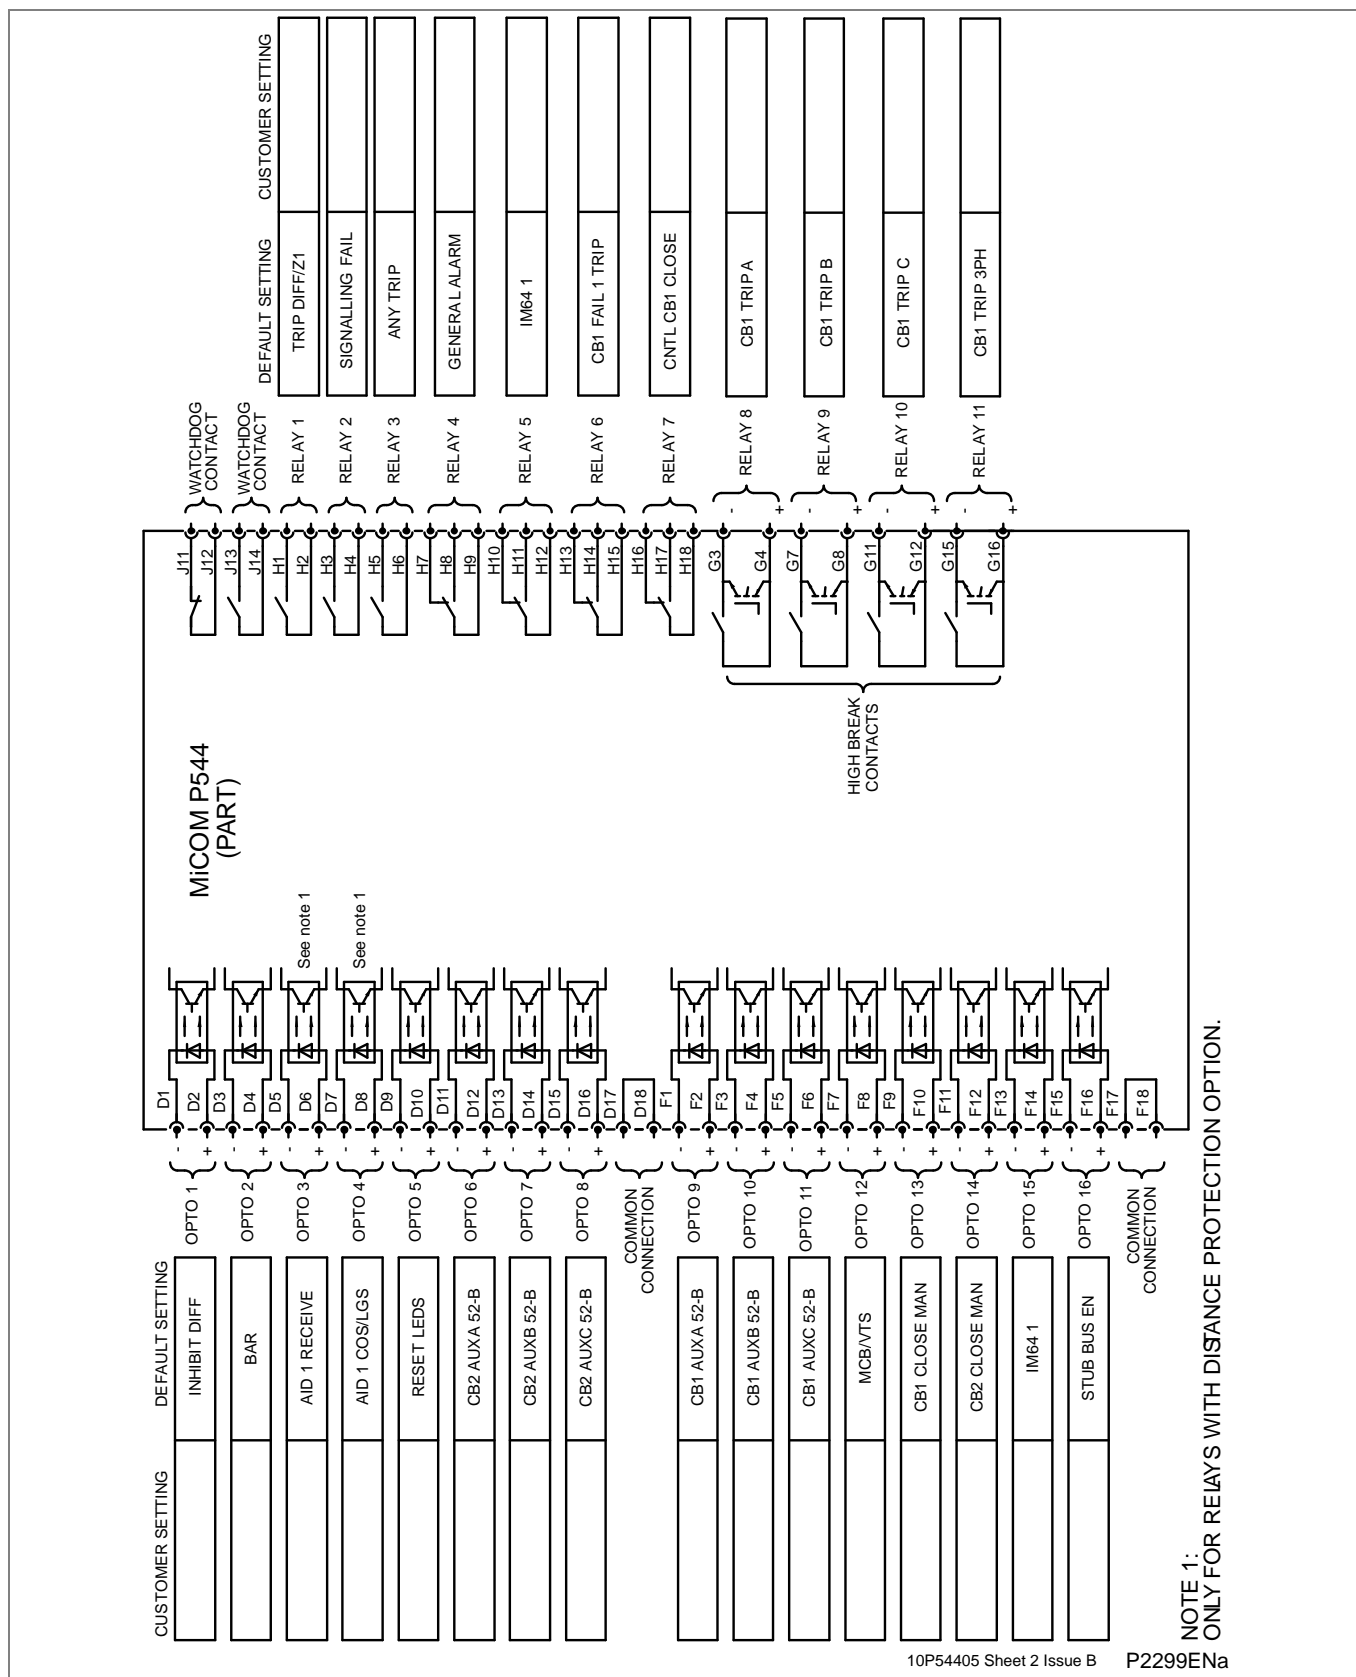 CUSTOMER SETTING
DEFAULT SETTING
INHIBIT DIFF
OPTO 1
- D1
+ D2
BAR
OPTO 2
- D3
+ D4
AID 1 RECEIVE
OPTO 3
- D5
+ D6
See note 1
AID 1 COS/LGS
OPTO 4
- D7
+ D8
See note 1
RESET LEDS
OPTO 5
- D9
+ D10
CB2 AUXA 52-B
OPTO 6
- D11
+ D12
CB2 AUXB 52-B
OPTO 7
- D13
+ D14
CB2 AUXC 52-B
OPTO 8
- D15
+ D16
COMMON
CONNECTION
D17
D18
CB1 AUXA 52-B
OPTO 9
- F1
+ F2
CB1 AUXB 52-B
OPTO 10
- F3
+ F4
CB1 AUXC 52-B
OPTO 11
- F5
+ F6
MCB/VTS
OPTO 12
- F7
+ F8
CB1 CLOSE MAN
OPTO 13
- F9
+ F10
CB2 CLOSE MAN
OPTO 14
- F11
+ F12
IM64 1
OPTO 15
- F13
+ F14
STUB BUS EN
OPTO 16
- F15
+ F16
COMMON
CONNECTION
F17
F18
MiCOM P544
(PART)
DEFAULT SETTING
CUSTOMER SETTING
J11
J12
WATCHDOG
CONTACT
J13
J14
WATCHDOG
CONTACT
H1
H2
RELAY 1
TRIP DIFF/Z1
H3
H4
RELAY 2
SIGNALLING FAIL
H5
H6
RELAY 3
ANY TRIP
H7
H8
H9
RELAY 4
GENERAL ALARM
H10
H11
H12
RELAY 5
IM64 1
H13
H14
H15
RELAY 6
CB1 FAIL 1 TRIP
H16
H17
H18
RELAY 7
CNTL CB1 CLOSE
HIGH BREAK
CONTACTS
G3 -
G4 +
RELAY 8
CB1 TRIP A
G7 -
G8 +
RELAY 9
CB1 TRIP B
G11 -
G12 +
RELAY 10
CB1 TRIP C
G15 -
G16 +
RELAY 11
CB1 TRIP 3PH
NOTE 1:
ONLY FOR RELAYS WITH DISTANCE PROTECTION OPTION.
10P54405 Sheet 2 Issue B
P2299ENa